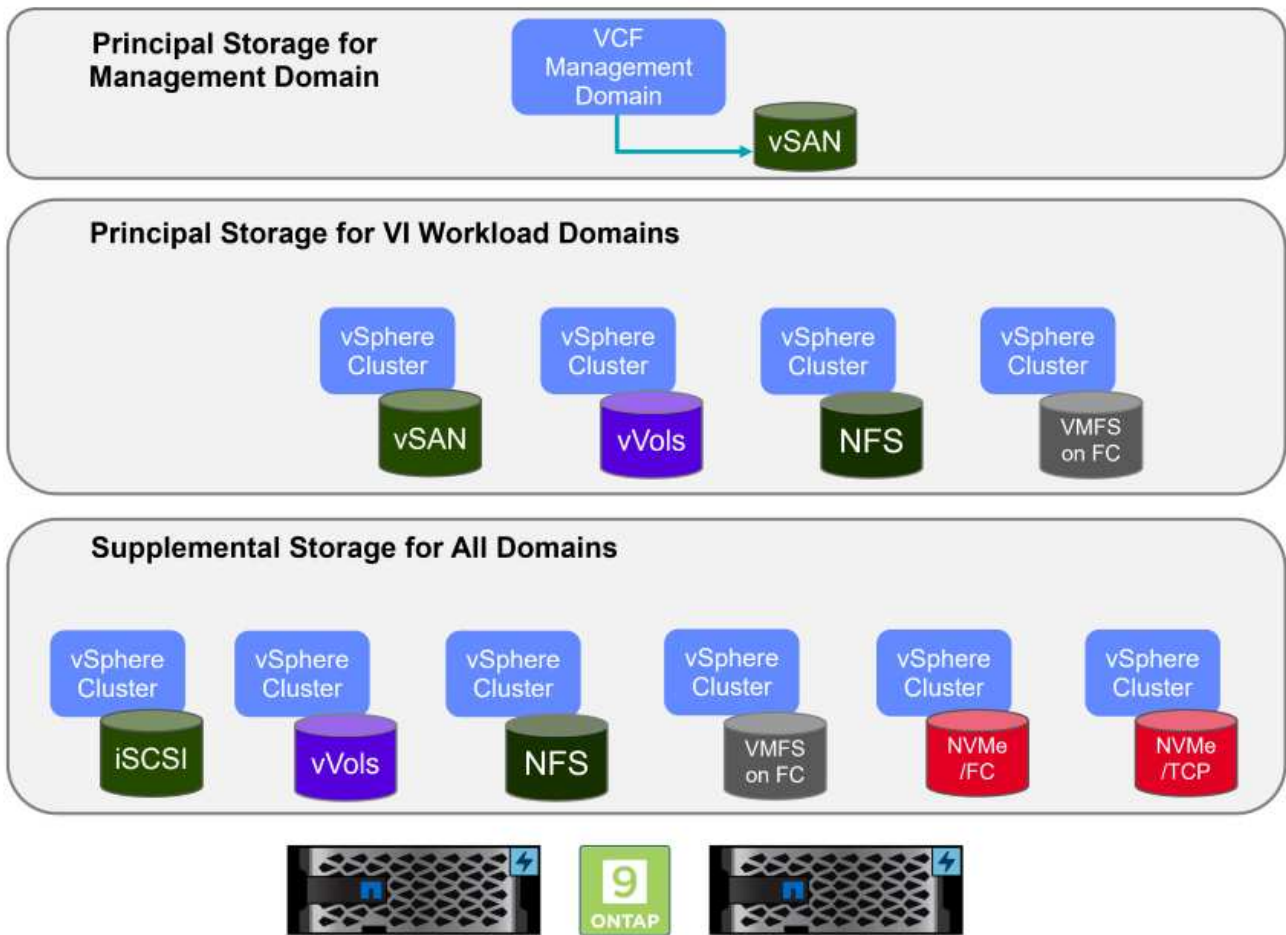 Principal Storage for
Management Domain
VCF
Management
Domain
vSAN
Principal Storage for VI Workload Domains
vSphere
Cluster
vSAN
vSphere
Cluster
vVols
vSphere
Cluster
NFS
vSphere
Cluster
VMFS
on FC
Supplemental Storage for All Domains
vSphere
Cluster
iSCSI
vSphere
Cluster
vVols
vSphere
Cluster
NFS
vSphere
Cluster
VMFS
on FC
vSphere
Cluster
NVMe
/FC
vSphere
Cluster
NVMe
/TCP
9
ONTAP